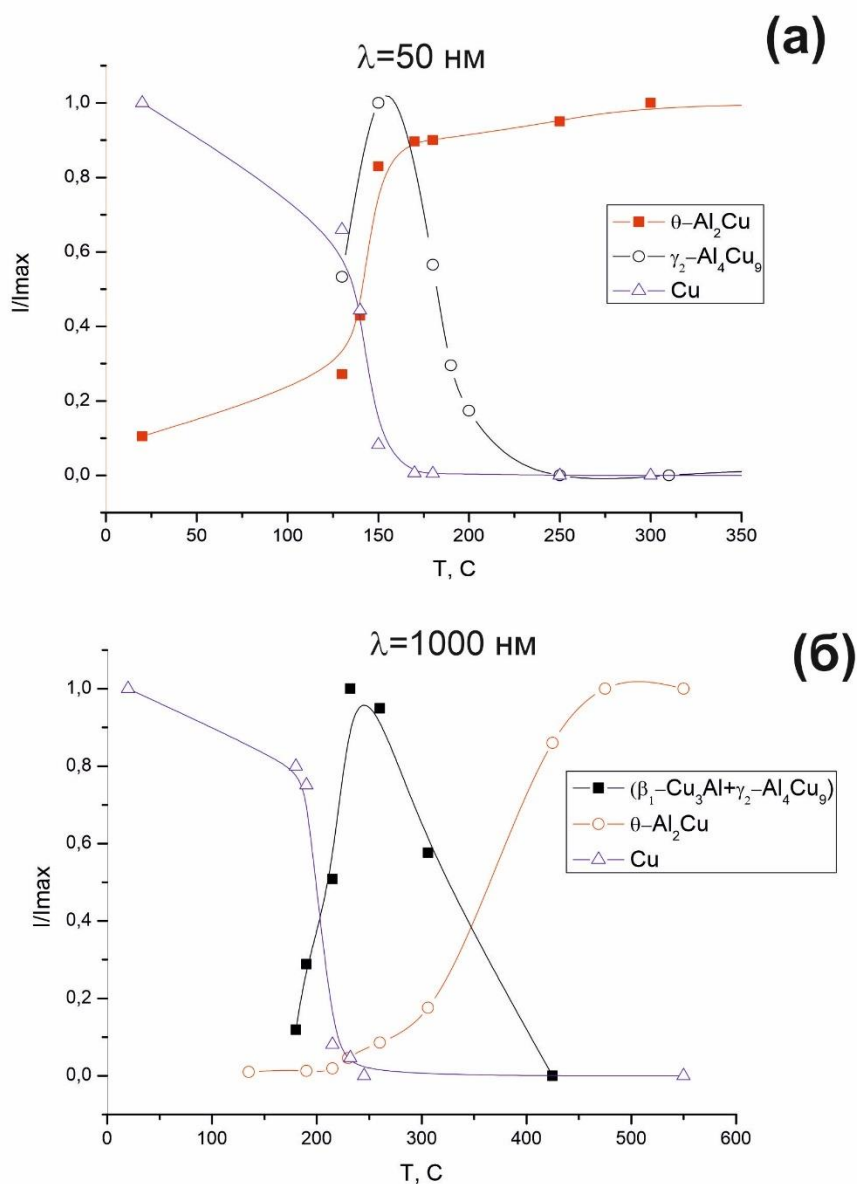 (а)
λ=50 нм
1,0
0,8
0,6
0,4
0,2
0,0
I/Imax
θ–Al₂Cu
γ₂–Al₄Cu₉
Cu
0 50 100 150 200 250 300 350
T, C
(б)
λ=1000 нм
1,0
0,8
0,6
0,4
0,2
0,0
I/Imax
(β₁–Cu₃Al+γ₂–Al₄Cu₉)
θ–Al₂Cu
Cu
0 100 200 300 400 500 600
T, C